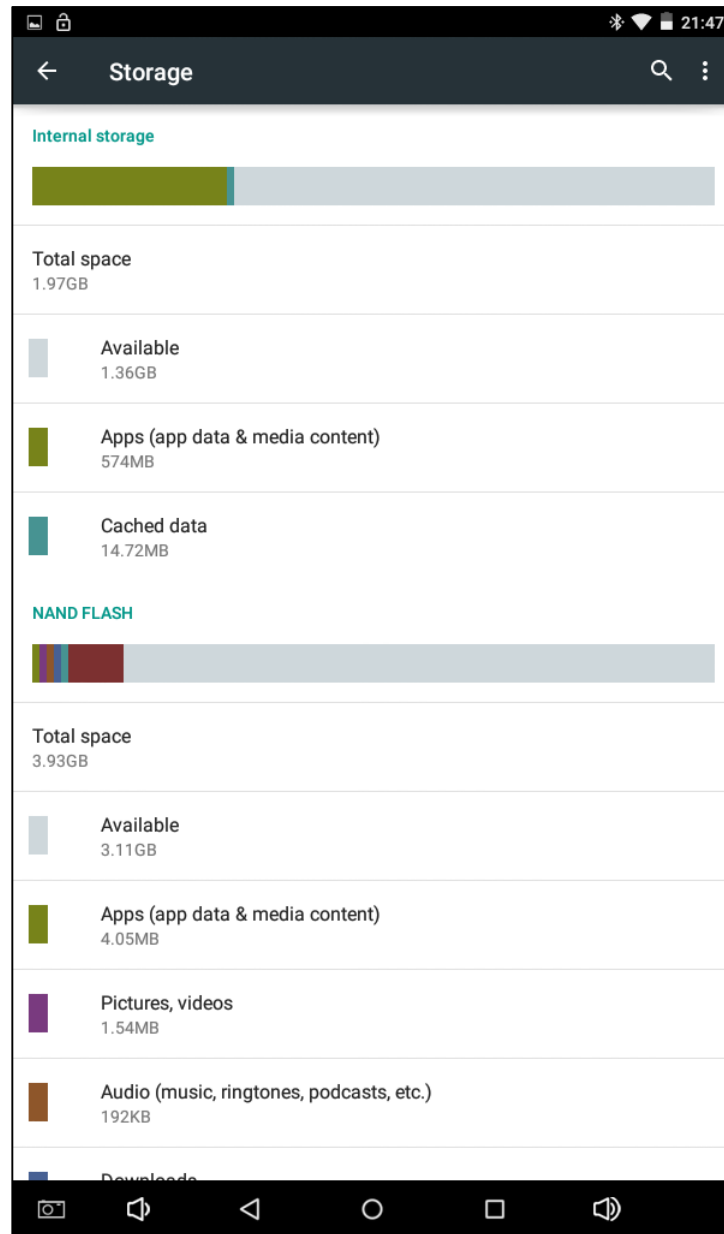 21:47
Storage
Internal storage
Total space
1.97GB
Available
1.36GB
Apps (app data & media content)
574MB
Cached data
14.72MB
NAND FLASH
Total space
3.93GB
Available
3.11GB
Apps (app data & media content)
4.05MB
Pictures, videos
1.54MB
Audio (music, ringtones, podcasts, etc.)
192KB
Downloads